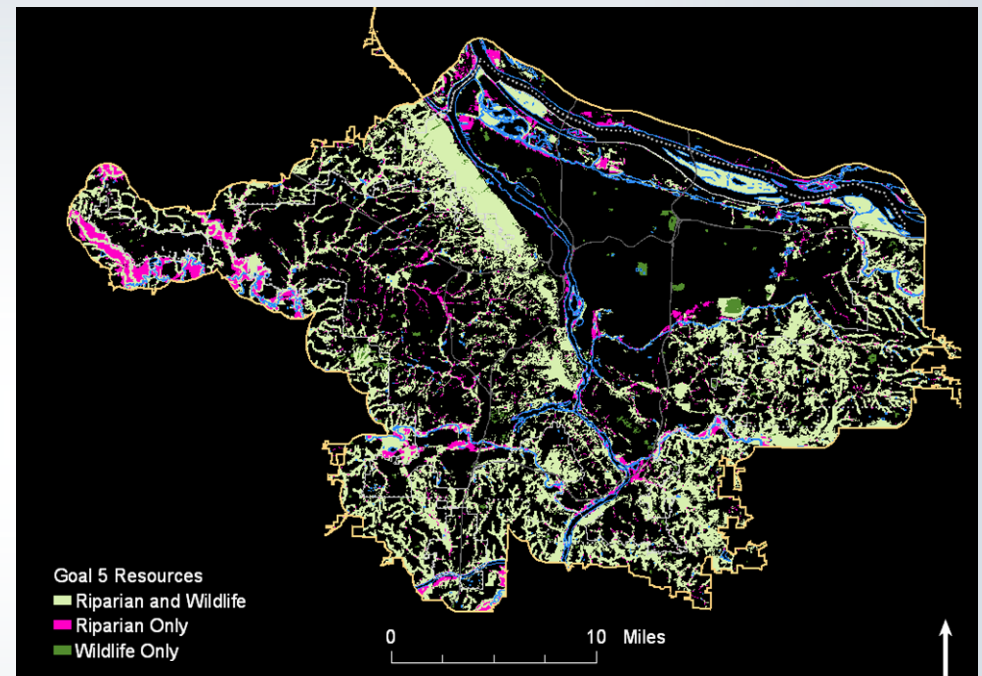 Goal 5 Resources
Riparian and Wildlife
Riparian Only
Wildlife Only
0 10 Miles